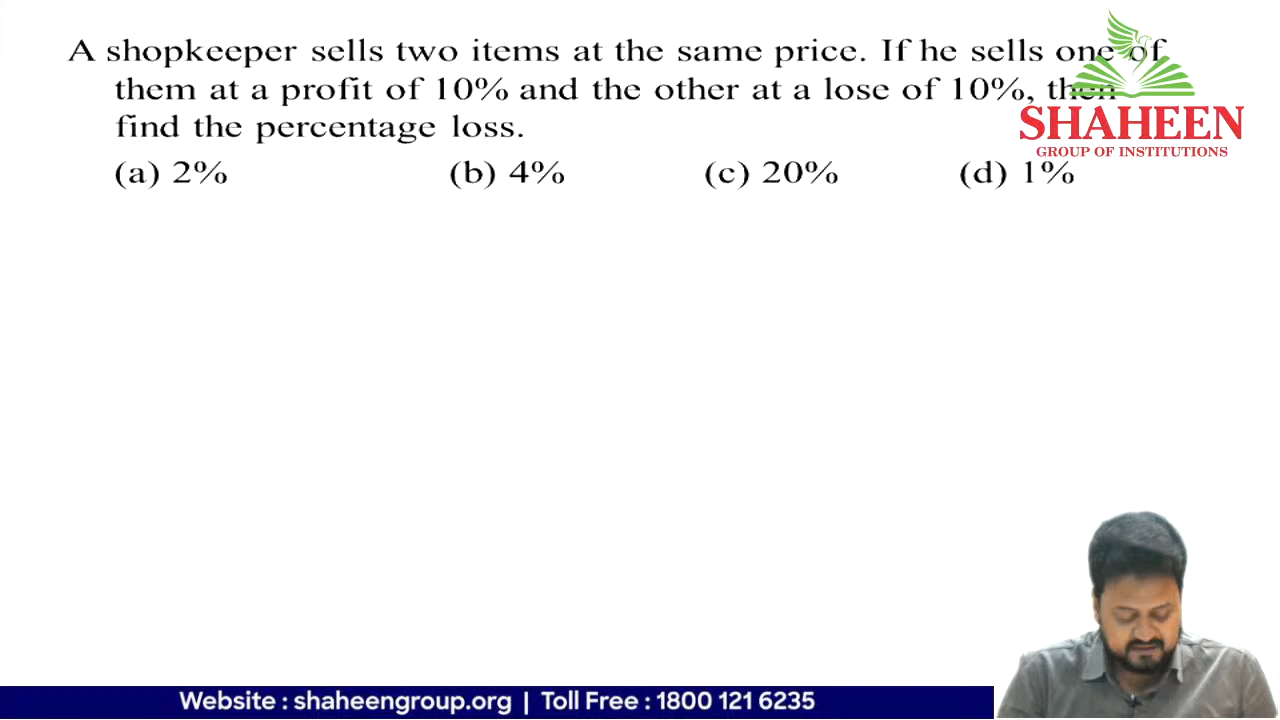 A shopkeeper sells two items at the same price. If he sells one of
them at a profit of 10% and the other at a lose of 10%, then
find the percentage loss.
(a) 2% (b) 4% (c) 20% (d) 1%
SHAHEEN
GROUP OF INSTITUTIONS
Website : shaheengroup.org | Toll Free : 1800 121 6235